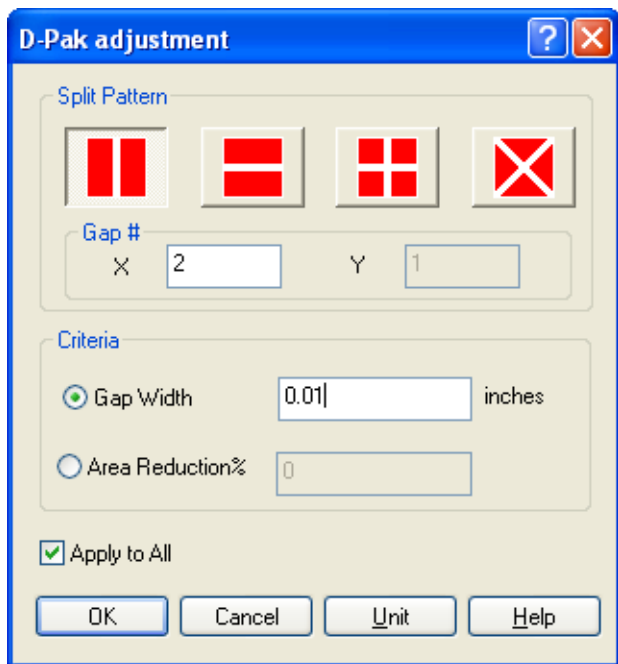 D-Pak adjustment
Split Pattern
Gap #
X 2 Y 1
Criteria
Gap Width 0.01 inches
Area Reduction% 0
Apply to All
OK Cancel Unit Help